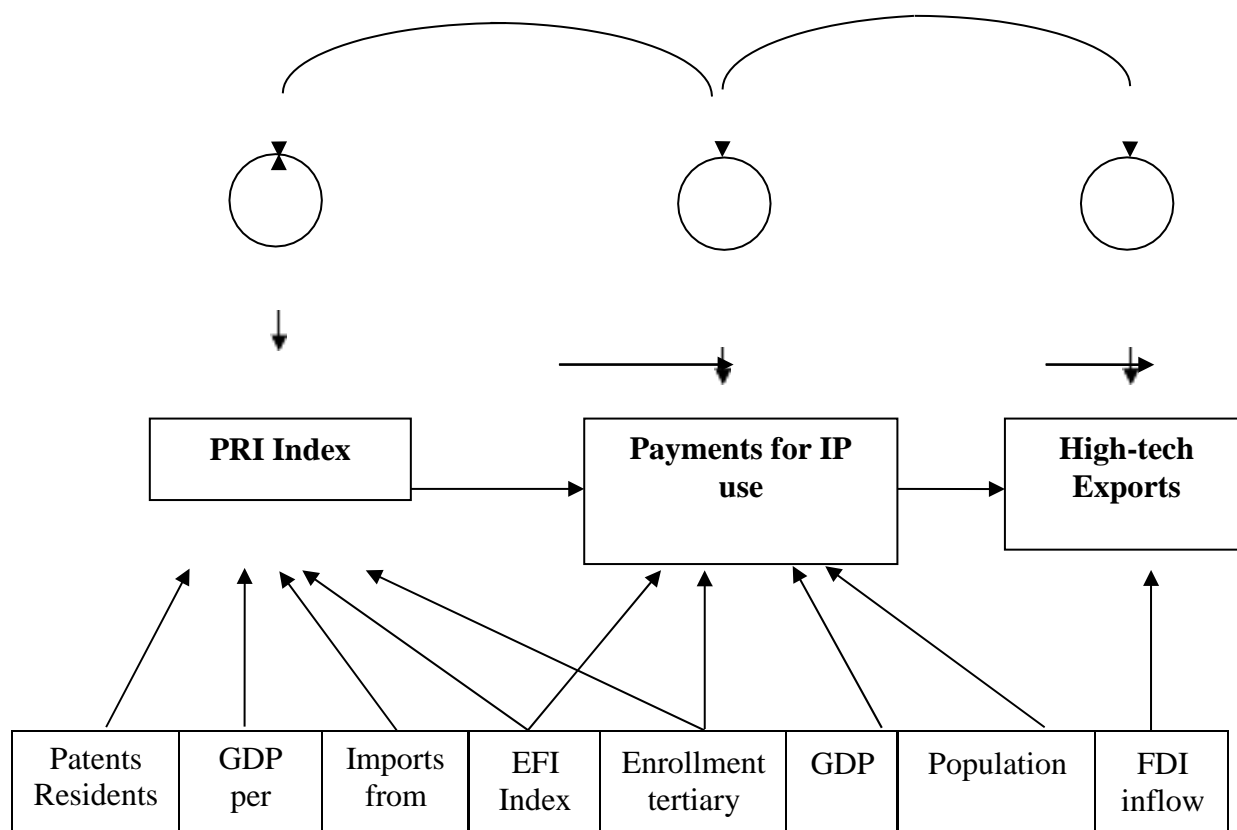 PRI Index
Payments for IP
use
High-tech
Exports
Patents
Residents
GDP
per
Imports
from
EFI
Index
Enrollment
tertiary
GDP
Population
FDI
inflow